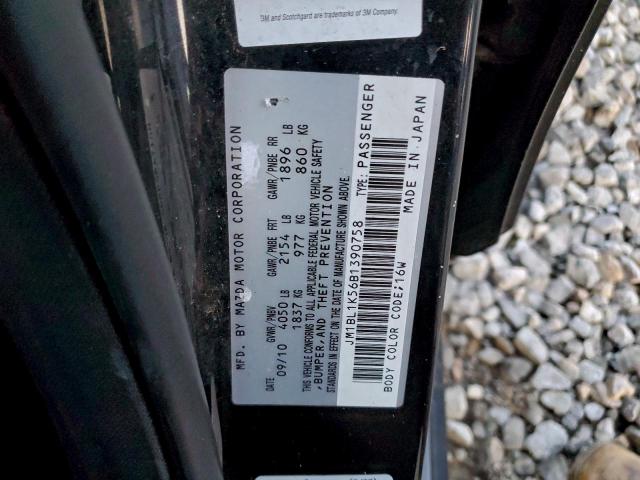 3M and Scotchgard are trademarks of 3M Company.
MFD. BY MAZDA MOTOR CORPORATION
DATE GVWR/PNBV GAWR/PNBE FRT GAWR/PNBE RR
09/10 4050 LB 2154 LB 1896 LB
1837 KG 977 KG 860 KG
THIS VEHICLE CONFORMS TO ALL APPLICABLE FEDERAL MOTOR VEHICLE SAFETY
,BUMPER,AND THEFT PREVENTION
STANDARDS IN EFFECT ON THE DATE OF MANUFACTURE SHOWN ABOVE.
JM1BL1K56B1390758 TYPE: PASSENGER
BODY COLOR CODE;16W MADE IN JAPAN